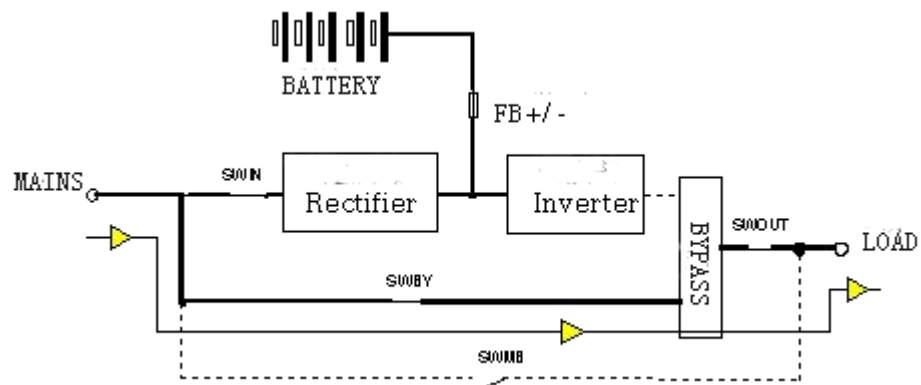 BATTERY
FB+/-
MAINS
SWIN
Rectifier
Inverter
BYPASS
SWOUT
LOAD
SWBY
SWMB